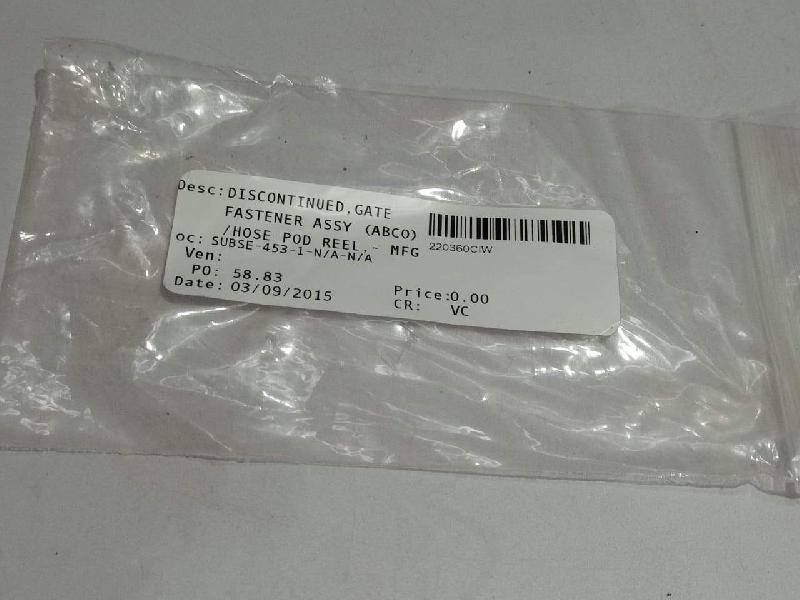 Desc: DISCONTINUED,GATE
FASTENER ASSY (ABCO)
/HOSE POD REEL,- MFG
220360CIW
OC: SUBSE-453-1-N/A-N/A
Ven:
PO: 58.83
Date: 03/09/2015
Price:0.00
CR: VC